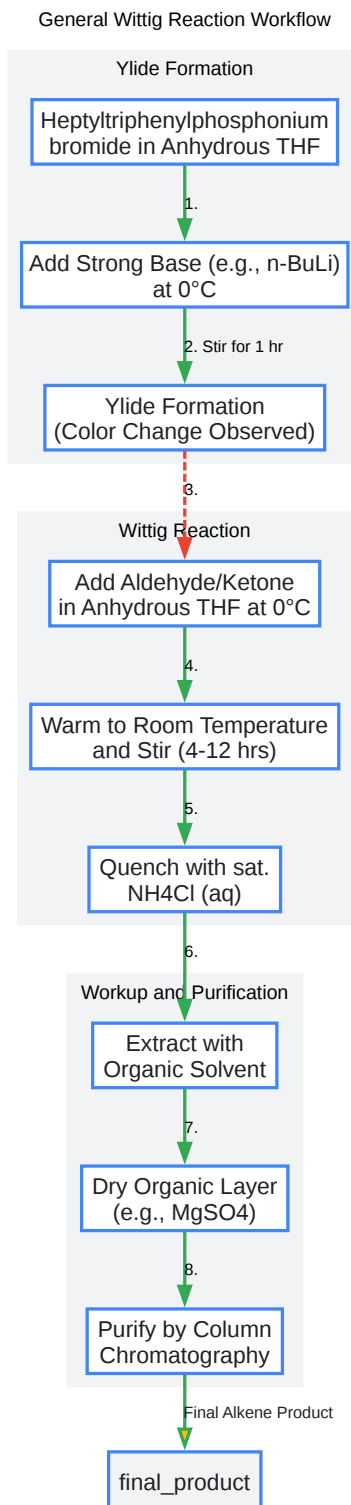 General Wittig Reaction Workflow
Ylide Formation
Heptyltriphenylphosphonium
bromide in Anhydrous THF
1.
Add Strong Base (e.g., n-BuLi)
at 0°C
2. Stir for 1 hr
Ylide Formation
(Color Change Observed)
3.
Wittig Reaction
Add Aldehyde/Ketone
in Anhydrous THF at 0°C
4.
Warm to Room Temperature
and Stir (4-12 hrs)
5.
Quench with sat.
NH4Cl (aq)
6.
Workup and Purification
Extract with
Organic Solvent
7.
Dry Organic Layer
(e.g., MgSO4)
8.
Purify by Column
Chromatography
Final Alkene Product
final_product